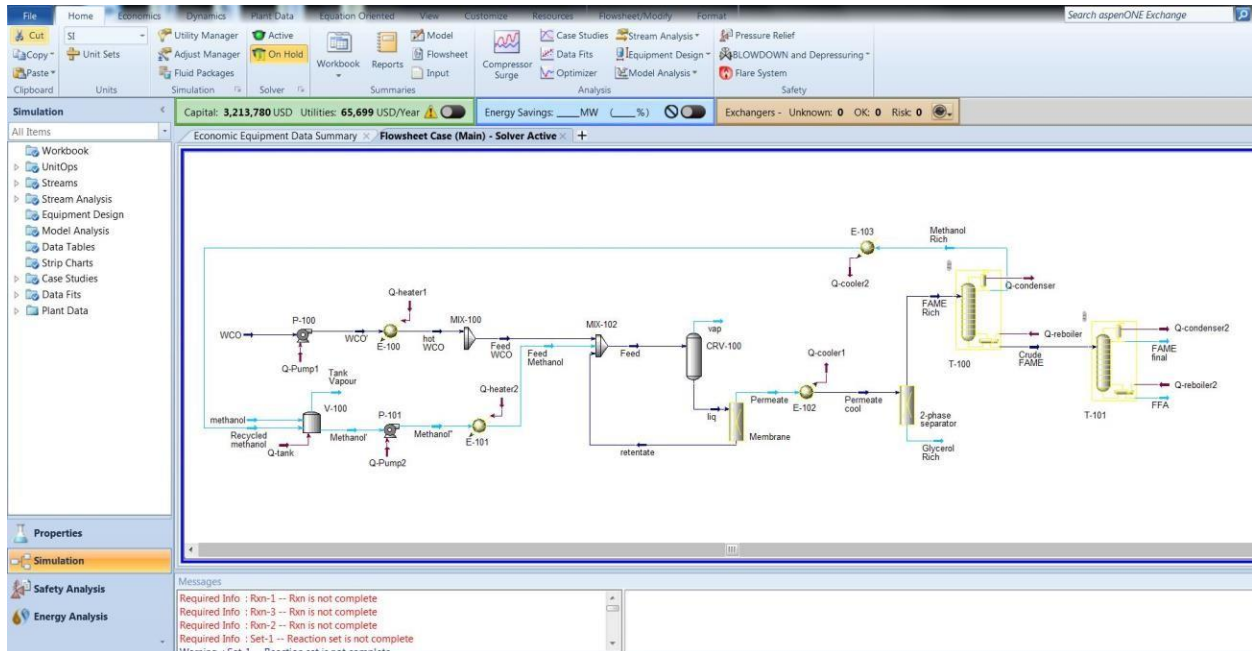 File Home Economics Dynamics Plant Data Equation Oriented View Customize Resources Flowsheet/Modify Format Search aspenONE Exchange
Cut SI Utility Manager Active Model Case Studies Stream Analysis Pressure Relief
Copy Unit Sets Adjust Manager On Hold Workbook Reports Flowsheet Compressor Surge Data Fits Equipment Design BLOWDOWN and Depressuring
Paste Fluid Packages Input Optimizer Model Analysis Flare System
Clipboard Units Simulation Solver Summaries Analysis Safety
Simulation Capital: 3,213,780 USD Utilities: 65,699 USD/Year Energy Savings: ____MW (____%) Exchangers - Unknown: 0 OK: 0 Risk: 0
All Items
Economic Equipment Data Summary × Flowsheet Case (Main) - Solver Active × +
Workbook
UnitOps
Streams
Stream Analysis
Equipment Design
Model Analysis
Data Tables
Strip Charts
Case Studies
Data Fits
Plant Data
E-103
Methanol
Rich
Q-cooler2
Q-condenser
FAME
Rich
Q-reboiler
Crude
FAME
T-100
Q-condenser2
FAME
final
Q-reboiler2
FFA
T-101
Q-heater1
WCO
P-100
WCO'
E-100
hot
WCO
MIX-100
Feed
WCO
Q-Pump1
Feed
Methanol
MIX-102
Feed
vap
CRV-100
Q-cooler1
liq
Permeate
E-102
Permeate
cool
Membrane
retentate
2-phase
separator
Glycerol
Rich
Tank
Vapour
V-100
methanol
Recycled
methanol
Q-tank
Methanol'
P-101
Methanol''
Q-Pump2
Q-heater2
E-101
Properties
Simulation
Safety Analysis
Energy Analysis
Messages
Required Info : Rxn-1 -- Rxn is not complete
Required Info : Rxn-3 -- Rxn is not complete
Required Info : Rxn-2 -- Rxn is not complete
Required Info : Set-1 -- Reaction set is not complete
Warning : Set-1 -- Reaction set is not complete